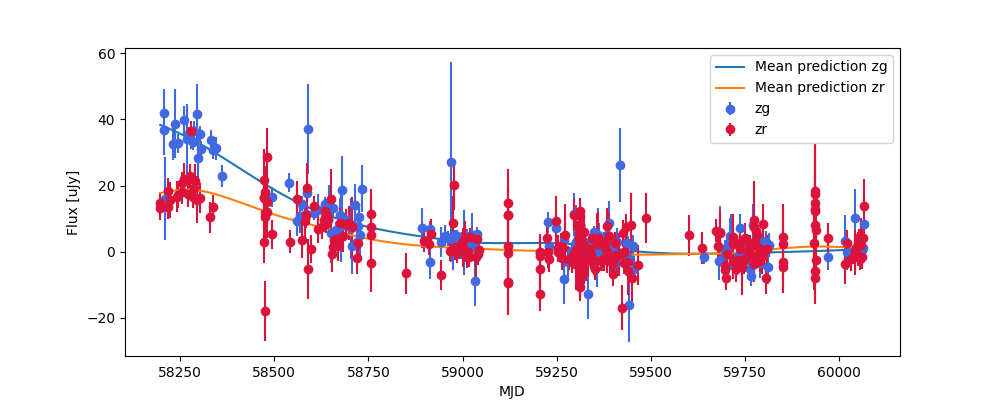 60
40
20
0
−20
Flux [uJy]
58250 58500 58750 59000 59250 59500 59750 60000
MJD
Mean prediction zg
Mean prediction zr
zg
zr